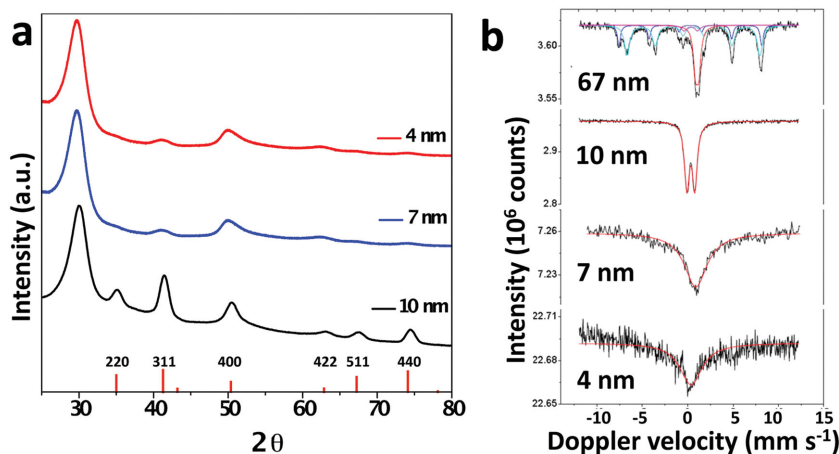 a
4 nm
7 nm
10 nm
220
311
400
422
511
440
30
40
50
60
70
80
2θ
Intensity (a.u.)
b
3.62
3.55
67 nm
2.9
2.8
10 nm
7.26
7.23
7 nm
22.71
22.68
22.65
4 nm
-10
-5
0
5
10
15
Doppler velocity (mm s-1)
Intensity (10⁶ counts)